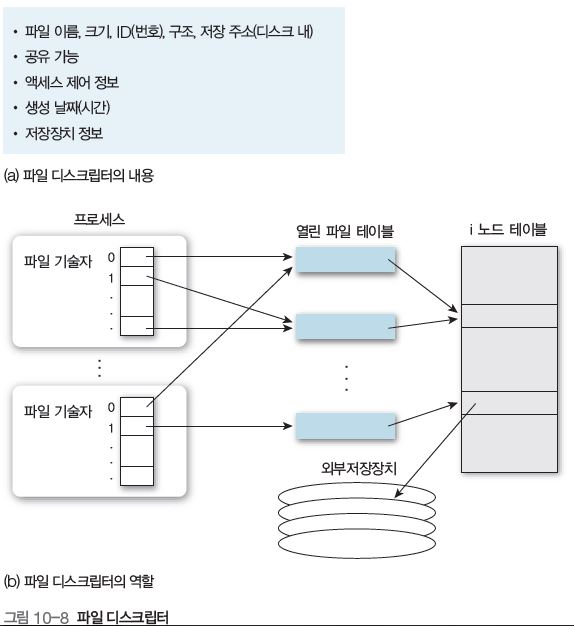 • 파일 이름, 크기, ID(번호), 구조, 저장 주소(디스크 내)
• 공유 가능
• 액세스 제어 정보
• 생성 날짜(시간)
• 저장장치 정보
(a) 파일 디스크립터의 내용
프로세스
열린 파일 테이블
i 노드 테이블
파일 기술자
0
1
파일 기술자
0
1
외부저장장치
(b) 파일 디스크립터의 역할
그림 10-8 파일 디스크립터